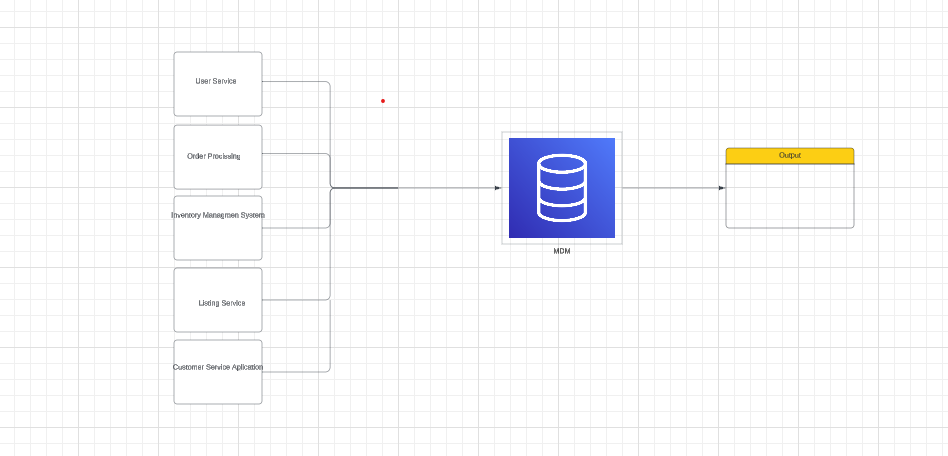 User Service
Order Processing
Inventory Managmen System
Listing Service
Customer Service Aplication
MDM
Output